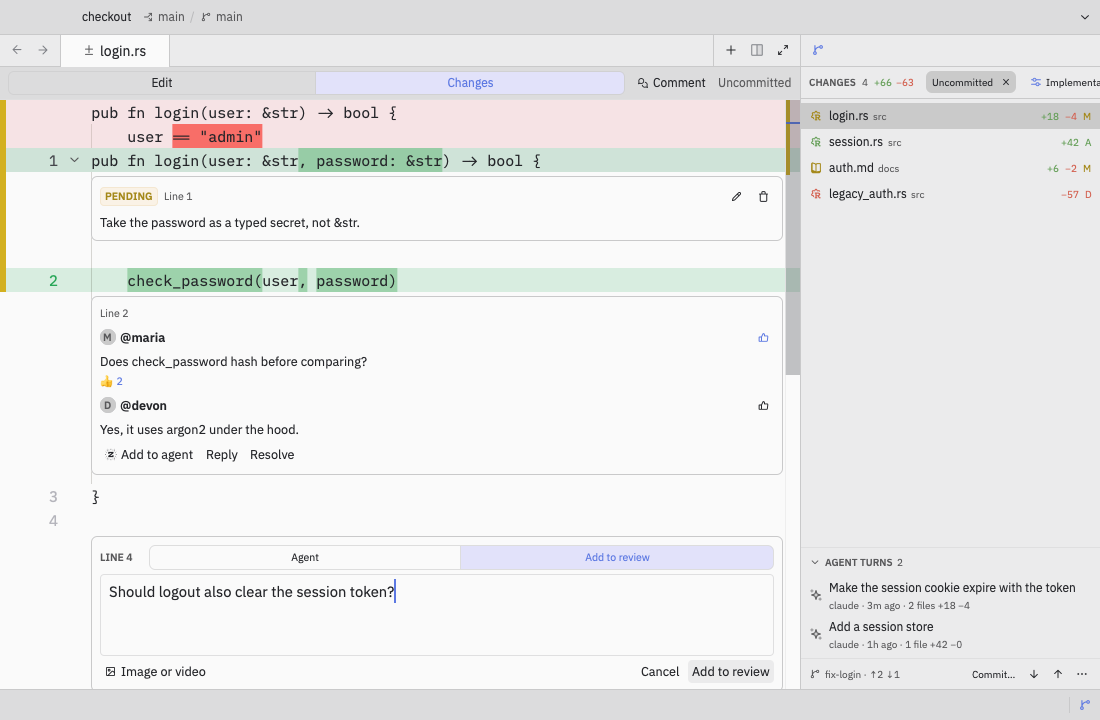 checkout main / main
login.rs
Edit Changes Comment Uncommitted
pub fn login(user: &str) -> bool {
user == "admin"
1 pub fn login(user: &str, password: &str) -> bool {
PENDING Line 1
Take the password as a typed secret, not &str.
2 check_password(user, password)
Line 2
M @maria
Does check_password hash before comparing?
👍 2
D @devon
Yes, it uses argon2 under the hood.
Add to agent Reply Resolve
3 }
4
LINE 4 Agent Add to review
Should logout also clear the session token?
Image or video Cancel Add to review
CHANGES 4 +66 −63 Uncommitted × Implementa
login.rs src +18 −4 M
session.rs src +42 A
auth.md docs +6 −2 M
legacy_auth.rs src −57 D
AGENT TURNS 2
Make the session cookie expire with the token
claude · 3m ago · 2 files +18 −4
Add a session store
claude · 1h ago · 1 file +42 −0
fix-login · ↑2 ↓1 Commit... ↓ ↑ ···